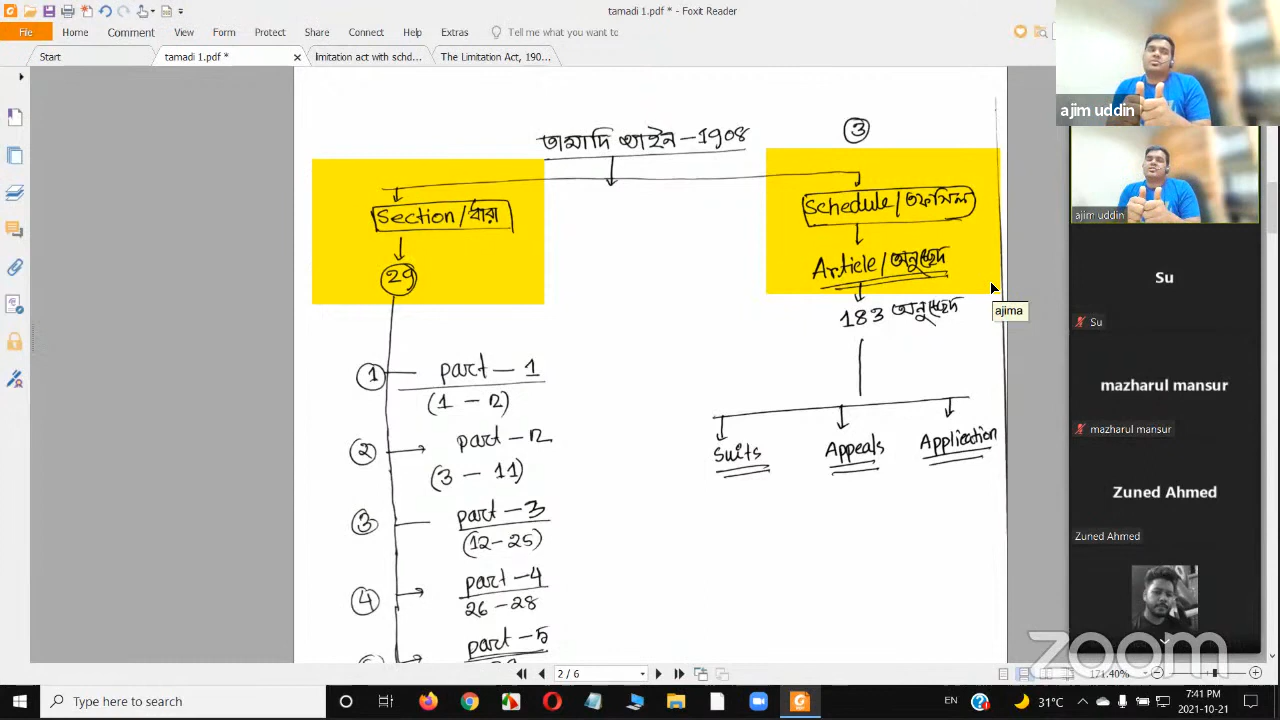 tamadi 1.pdf * - Foxit Reader
File Home Comment View Form Protect Share Connect Help Extras Tell me what you want to
Start tamadi 1.pdf * lmitation act with sched... The Limitation Act, 190...
তামাদি আইন - 1908
3
Section/ধারা
Schedule/তফসিল
29
Article/অনুচ্ছেদ
183 অনুচ্ছেদ
ajima
1 part - 1
(1 - 2)
2 part - 2
(3 - 11)
3 part - 3
(12 - 25)
4 part - 4
26 - 28
part - 5
Suits Appeals Application
ajim uddin
ajim uddin
Su
Su
mazharul mansur
mazharul mansur
Zuned Ahmed
Zuned Ahmed
zoom
2 / 6
171.40%
Type here to search
EN
31°C
7:41 PM
2021-10-21